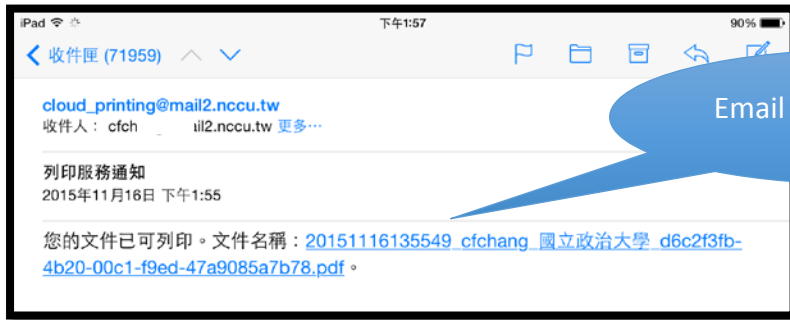 iPad 下午1:57 90%
收件匣 (71959)
Email
cloud_printing@mail2.nccu.tw
收件人： cfch il2.nccu.tw 更多⋯
列印服務通知
2015年11月16日 下午1:55
您的文件已可列印。文件名稱：20151116135549_cfchang_國立政治大學_d6c2f3fb-
4b20-00c1-f9ed-47a9085a7b78.pdf。